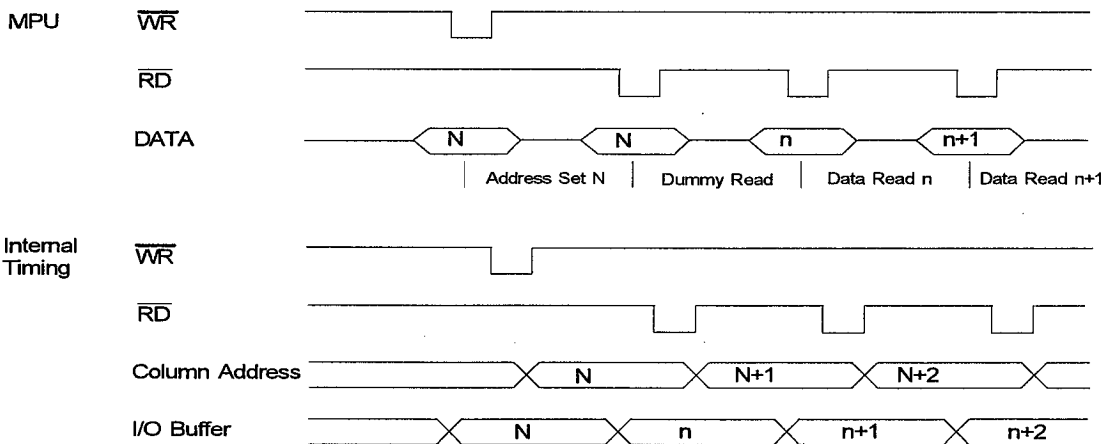 MPU WR
RD
DATA N N n n+1
Address Set N Dummy Read Data Read n Data Read n+1
Internal Timing WR
RD
Column Address N N+1 N+2
I/O Buffer N n n+1 n+2